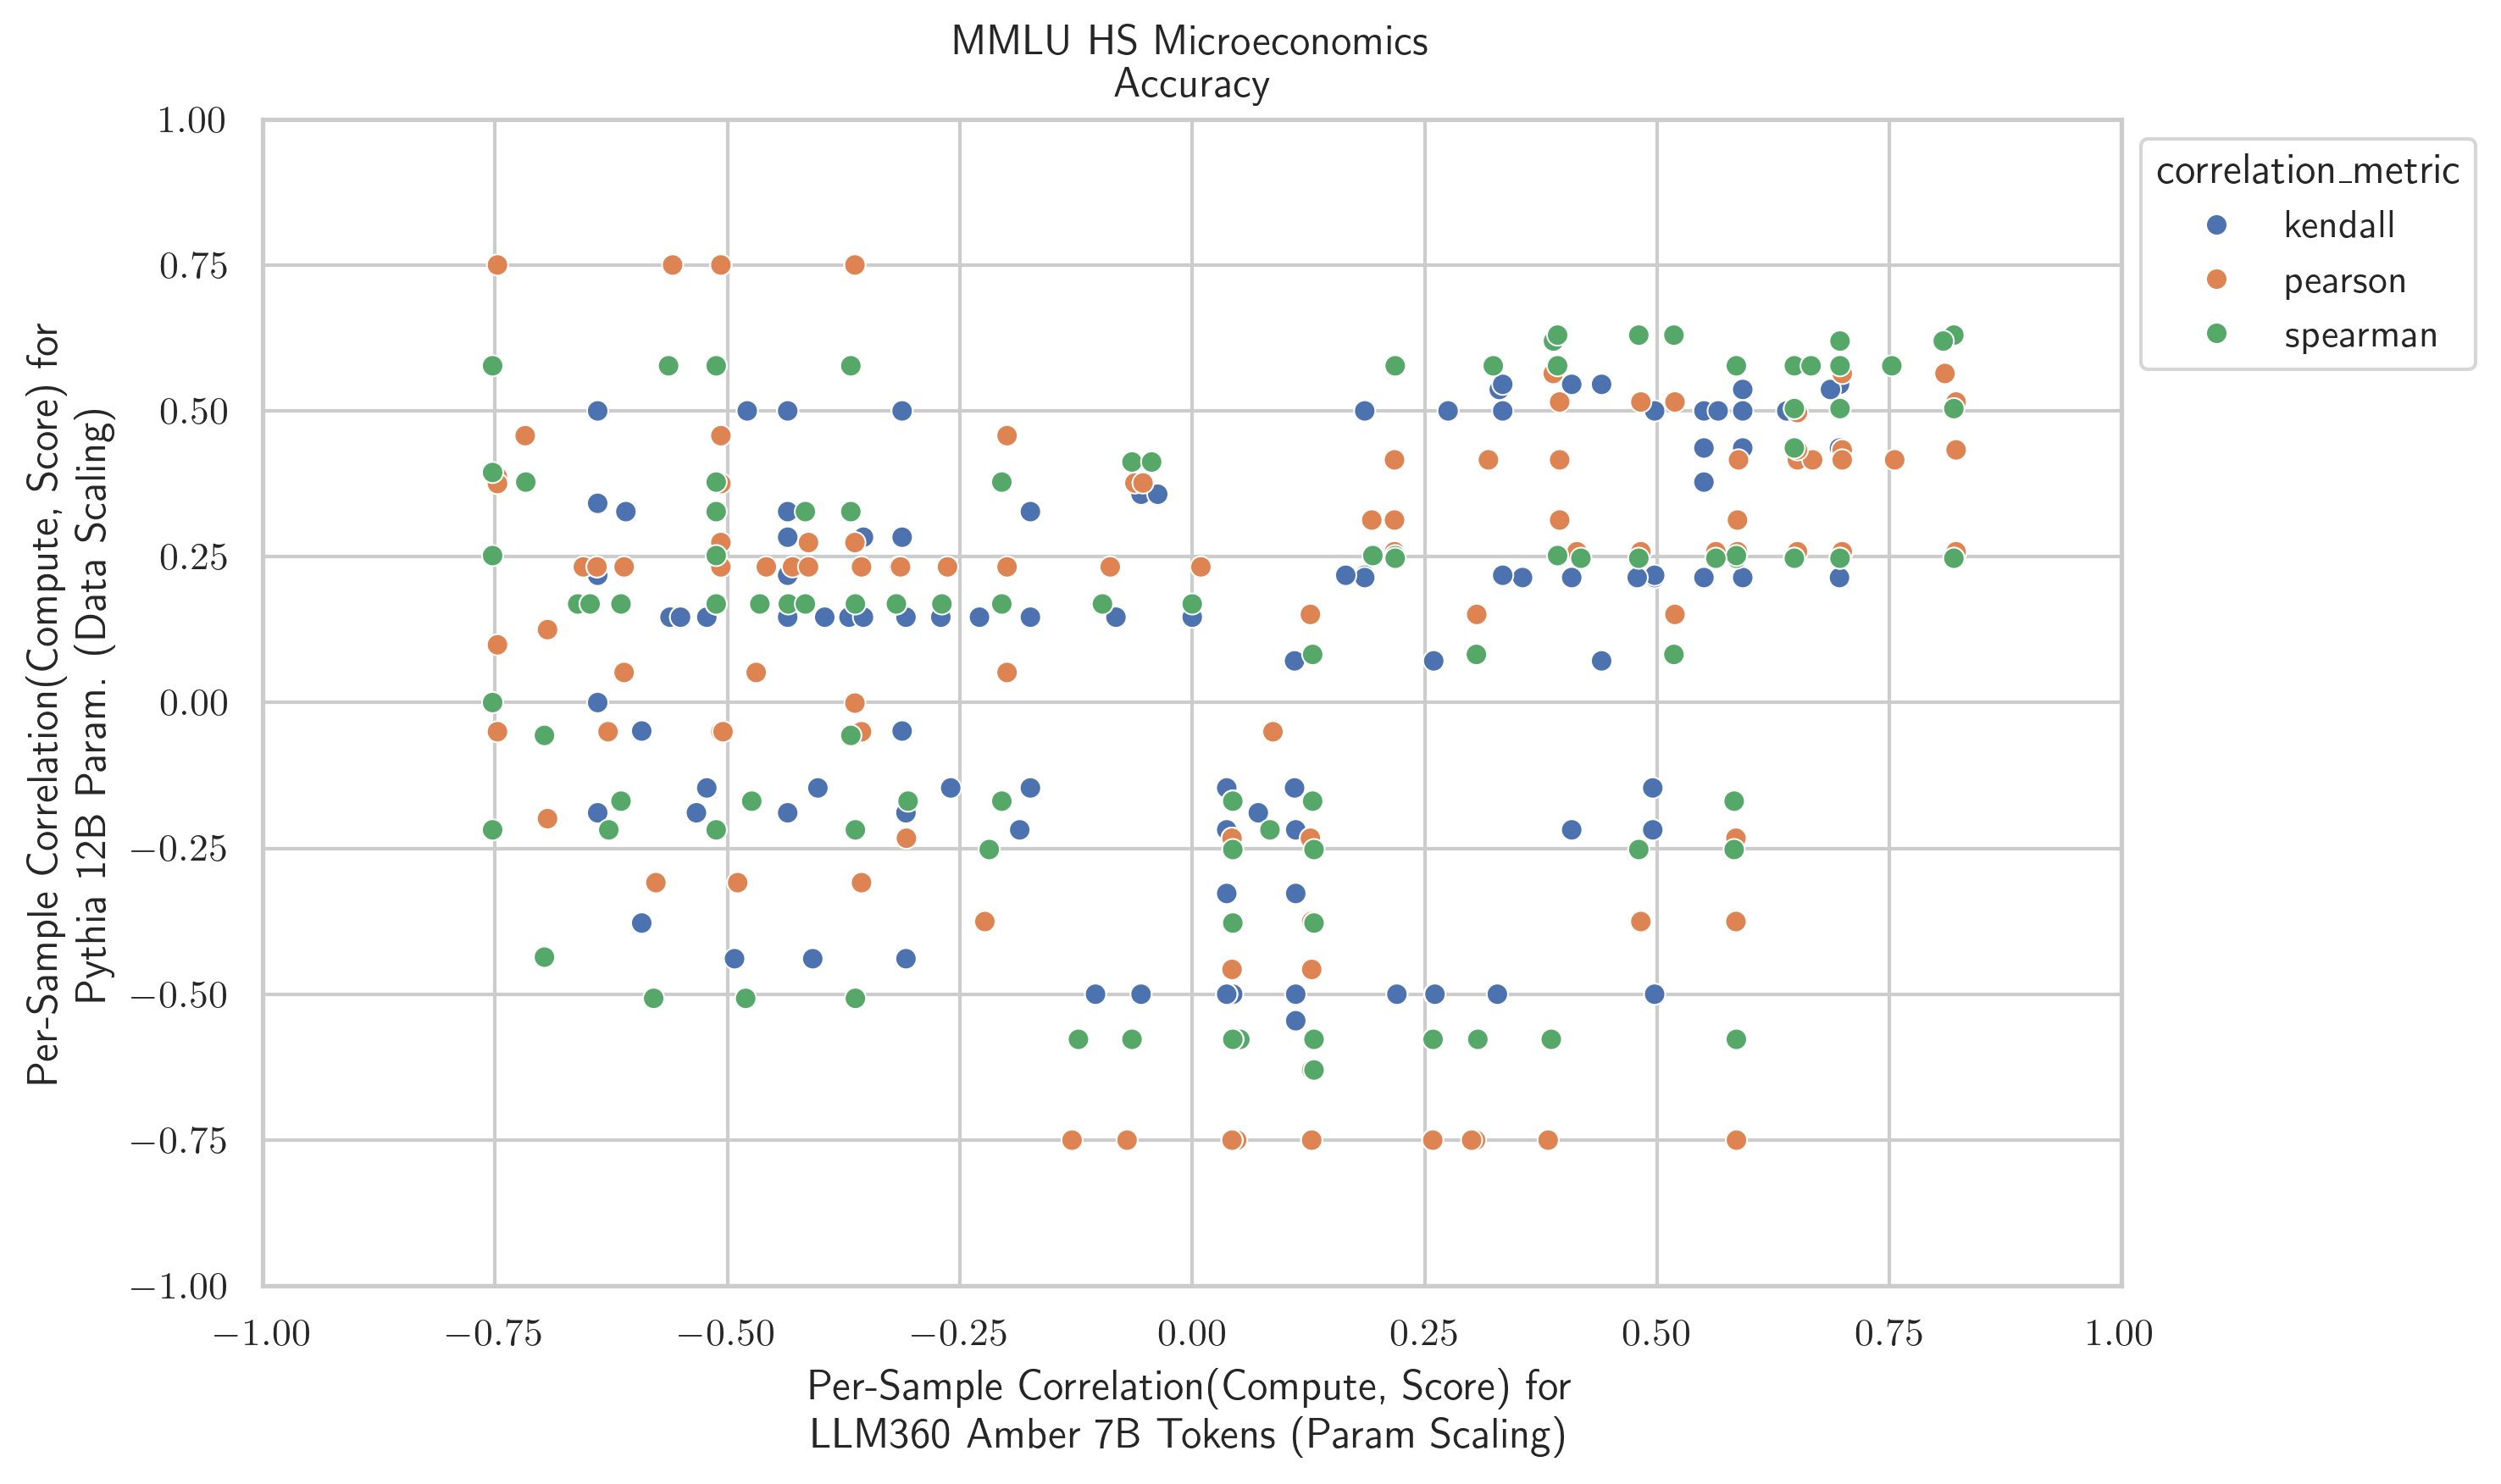 MMLU HS Microeconomics
Accuracy
1.00
0.75
0.50
0.25
0.00
−0.25
−0.50
−0.75
−1.00
Per-Sample Correlation(Compute, Score) for
Pythia 12B Param. (Data Scaling)
−1.00 −0.75 −0.50 −0.25 0.00 0.25 0.50 0.75 1.00
Per-Sample Correlation(Compute, Score) for
LLM360 Amber 7B Tokens (Param Scaling)
correlation_metric
kendall
pearson
spearman